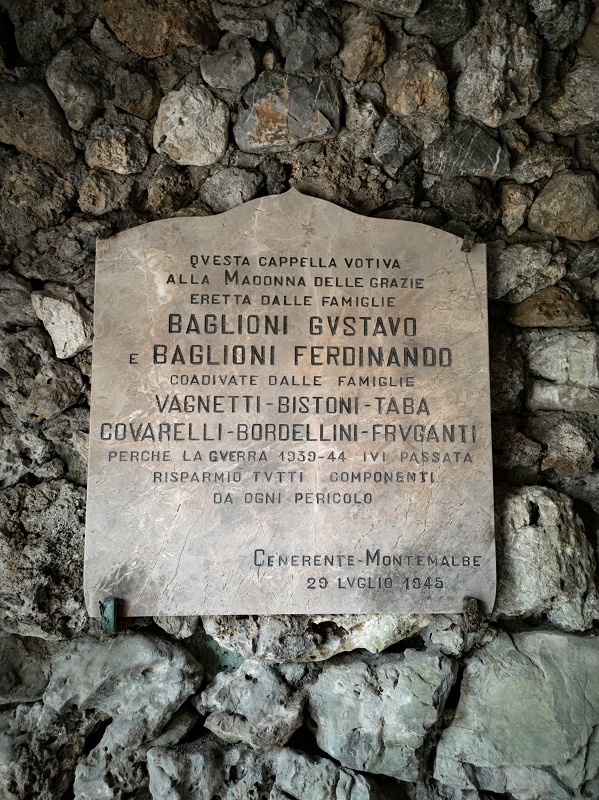 QVESTA CAPPELLA VOTIVA
ALLA MADONNA DELLE GRAZIE
ERETTA DALLE FAMIGLIE
BAGLIONI GVSTAVO
E BAGLIONI FERDINANDO
COADIVATE DALLE FAMIGLIE
VAGNETTI-BISTONI-TABA
COVARELLI-BORDELLINI-FRVGANTI
PERCHE LA GVERRA 1939-44 IVI PASSATA
RISPARMIO TVTTI COMPONENTI
DA OGNI PERICOLO
CENERENTE-MONTEMALBE
29 LVGLIO 1945